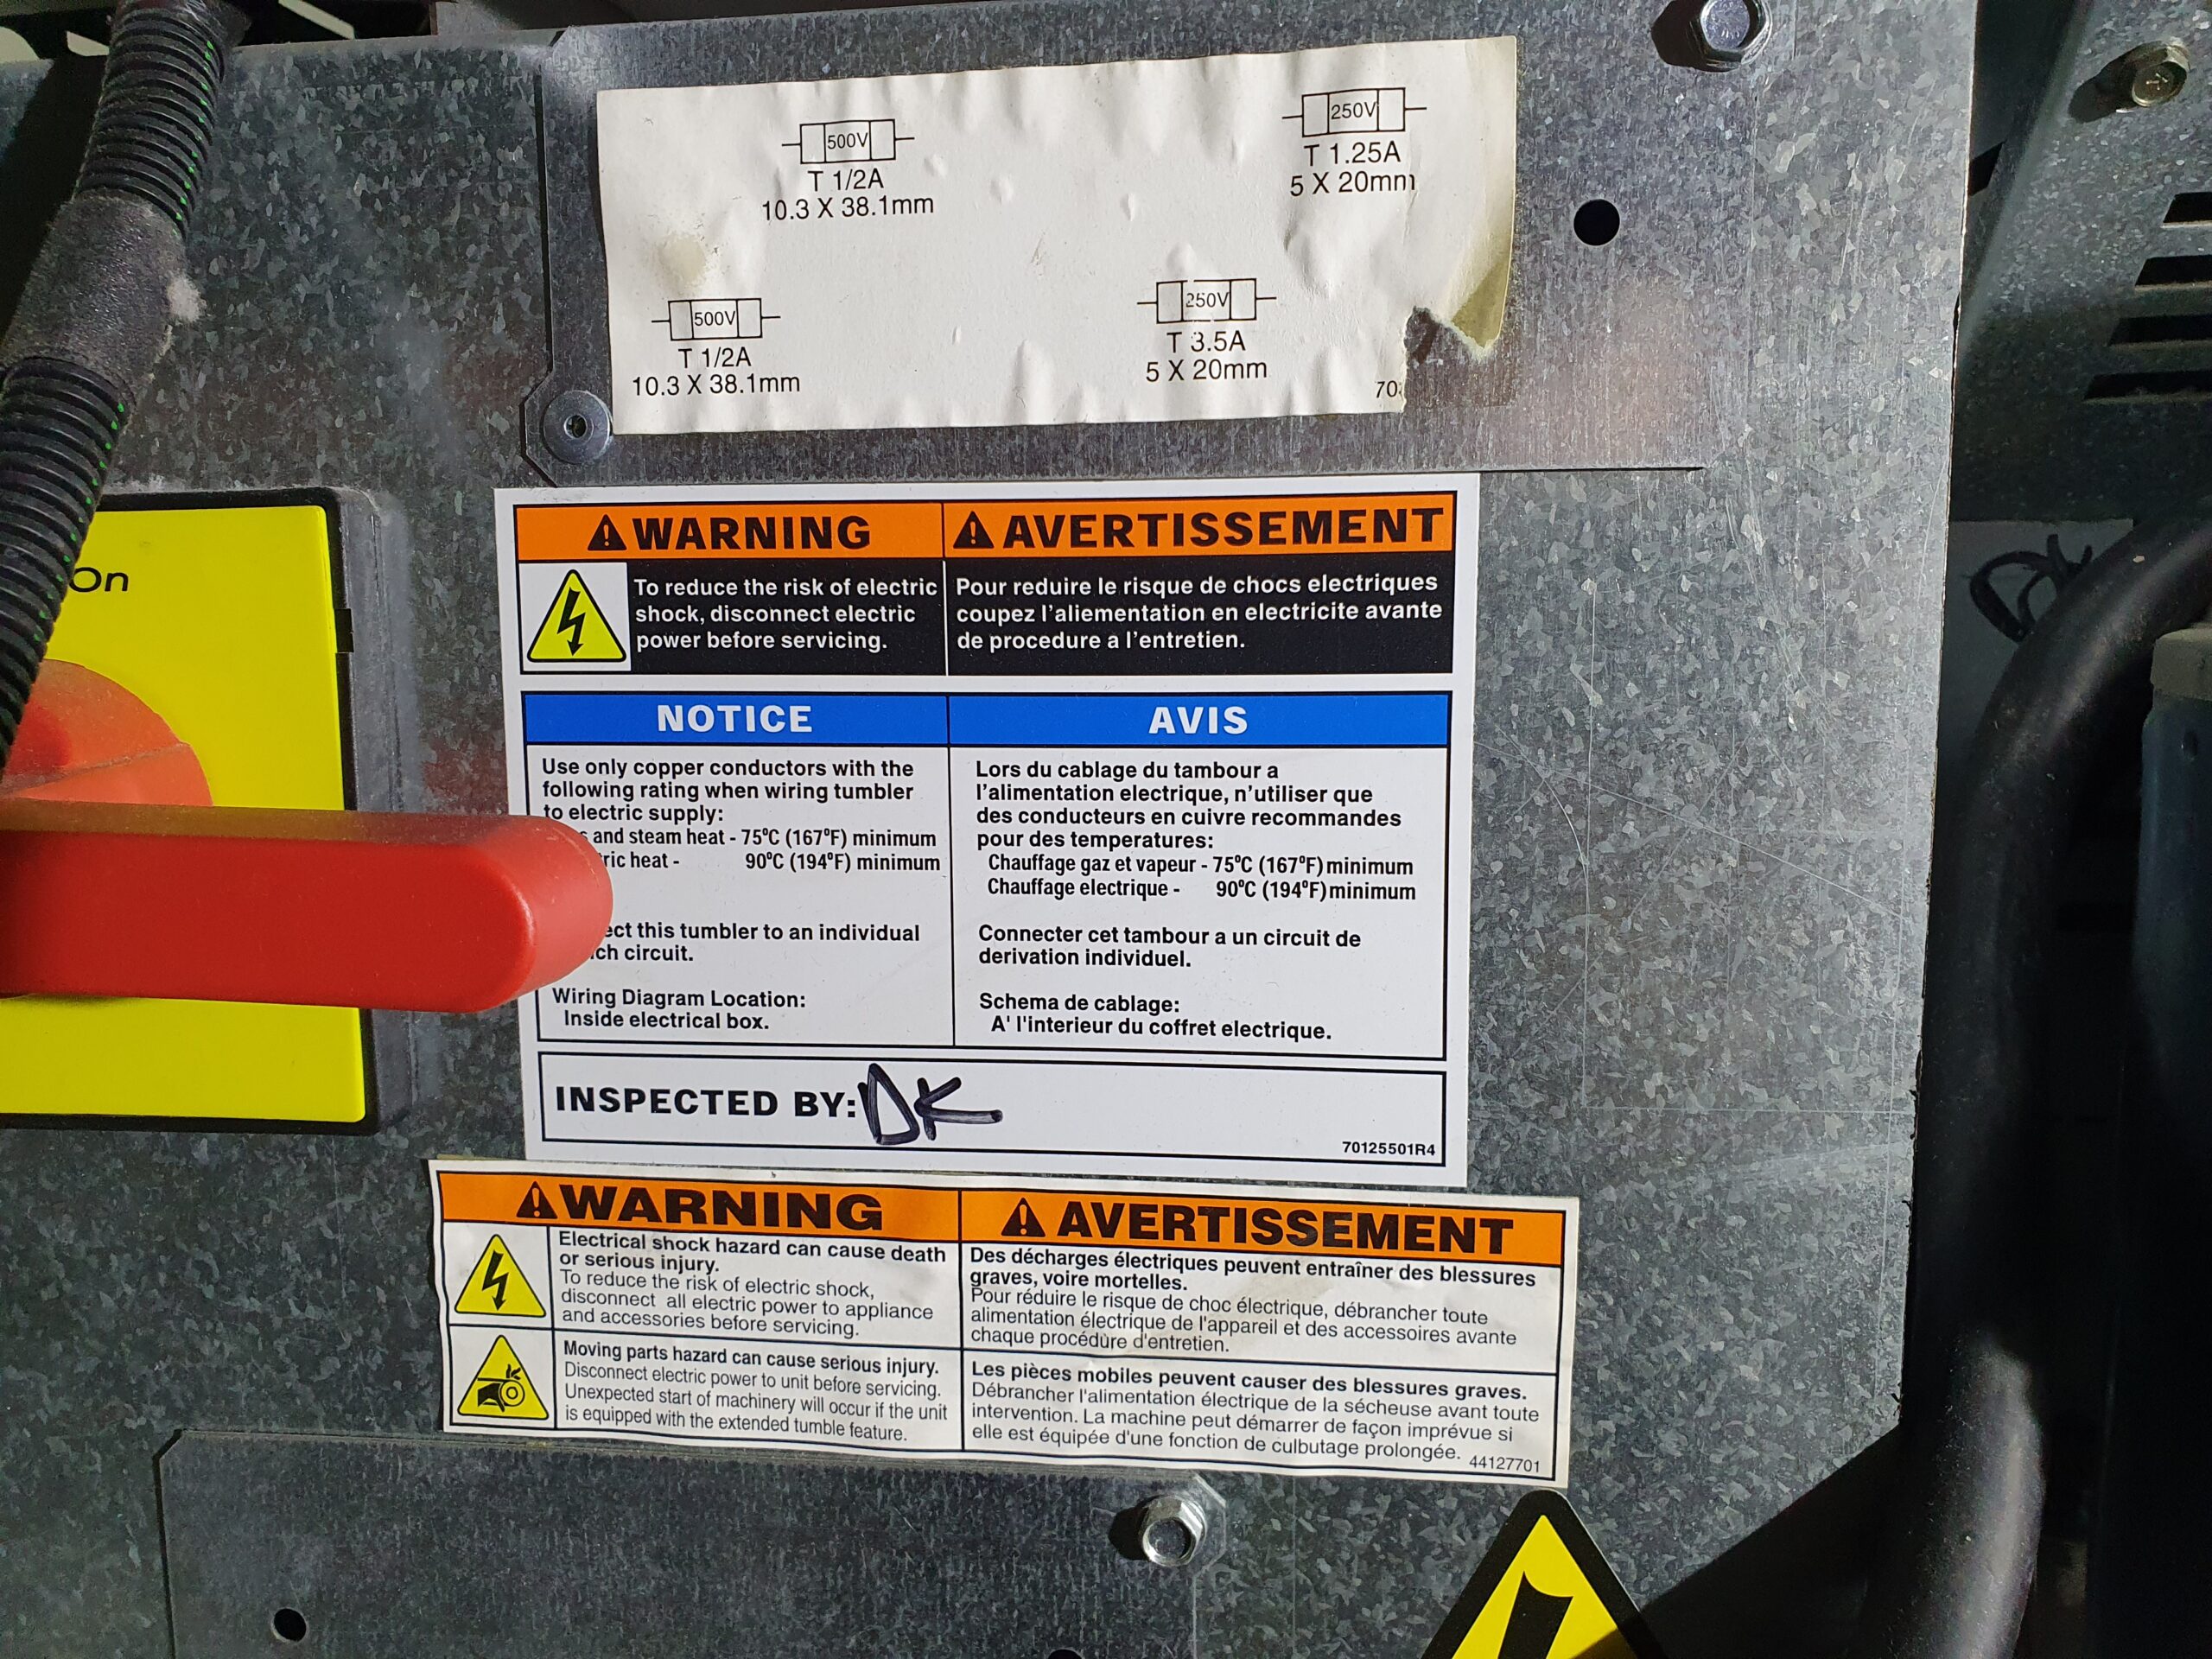 500V
T 1/2A
10.3 X 38.1mm
250V
T 1.25A
5 X 20mm
500V
T 1/2A
10.3 X 38.1mm
250V
T 3.5A
5 X 20mm
On
WARNING
To reduce the risk of electric
shock, disconnect electric
power before servicing.
AVERTISSEMENT
Pour reduire le risque de chocs electriques
coupez l'aliementation en electricite avante
de procedure a l'entretien.
NOTICE
Use only copper conductors with the
following rating when wiring tumbler
to electric supply:
and steam heat - 75ºC (167ºF) minimum
heat - 90ºC (194ºF) minimum
this tumbler to an individual
circuit.
Wiring Diagram Location:
Inside electrical box.
AVIS
Lors du cablage du tambour a
l'alimentation electrique, n'utiliser que
des conducteurs en cuivre recommandes
pour des temperatures:
Chauffage gaz et vapeur - 75ºC (167ºF) minimum
Chauffage electrique - 90ºC (194ºF) minimum
Connecter cet tambour a un circuit de
derivation individuel.
Schema de cablage:
A' l'interieur du coffret electrique.
INSPECTED BY: DK
70125501R4
WARNING
Electrical shock hazard can cause death
or serious injury.
To reduce the risk of electric shock,
disconnect all electric power to appliance
and accessories before servicing.
Moving parts hazard can cause serious injury.
Disconnect electric power to unit before servicing.
Unexpected start of machinery will occur if the unit
is equipped with the extended tumble feature.
AVERTISSEMENT
Des décharges électriques peuvent entraîner des blessures
graves, voire mortelles.
Pour réduire le risque de choc électrique, débrancher toute
alimentation électrique de l'appareil et des accessoires avante
chaque procédure d'entretien.
Les pièces mobiles peuvent causer des blessures graves.
Débrancher l'alimentation électrique de la sécheuse avant toute
intervention. La machine peut démarrer de façon imprévue si
elle est équipée d'une fonction de culbutage prolongée.
44127701